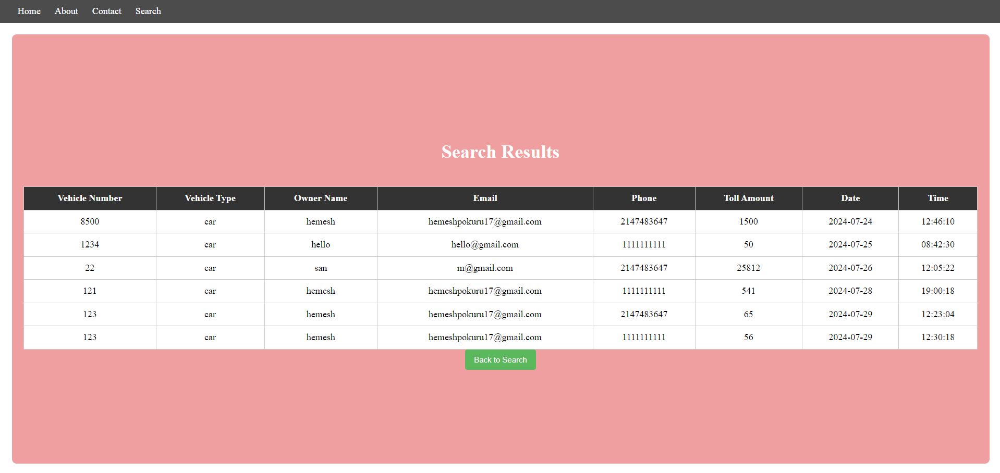 Home About Contact Search
Search Results
Vehicle Number Vehicle Type Owner Name Email Phone Toll Amount Date Time
8500 car hemesh hemeshpokuru17@gmail.com 2147483647 1500 2024-07-24 12:46:10
1234 car hello hello@gmail.com 1111111111 50 2024-07-25 08:42:30
22 car san m@gmail.com 2147483647 25812 2024-07-26 12:05:22
121 car hemesh hemeshpokuru17@gmail.com 1111111111 541 2024-07-28 19:00:18
123 car hemesh hemeshpokuru17@gmail.com 2147483647 65 2024-07-29 12:23:04
123 car hemesh hemeshpokuru17@gmail.com 1111111111 56 2024-07-29 12:30:18
Back to Search